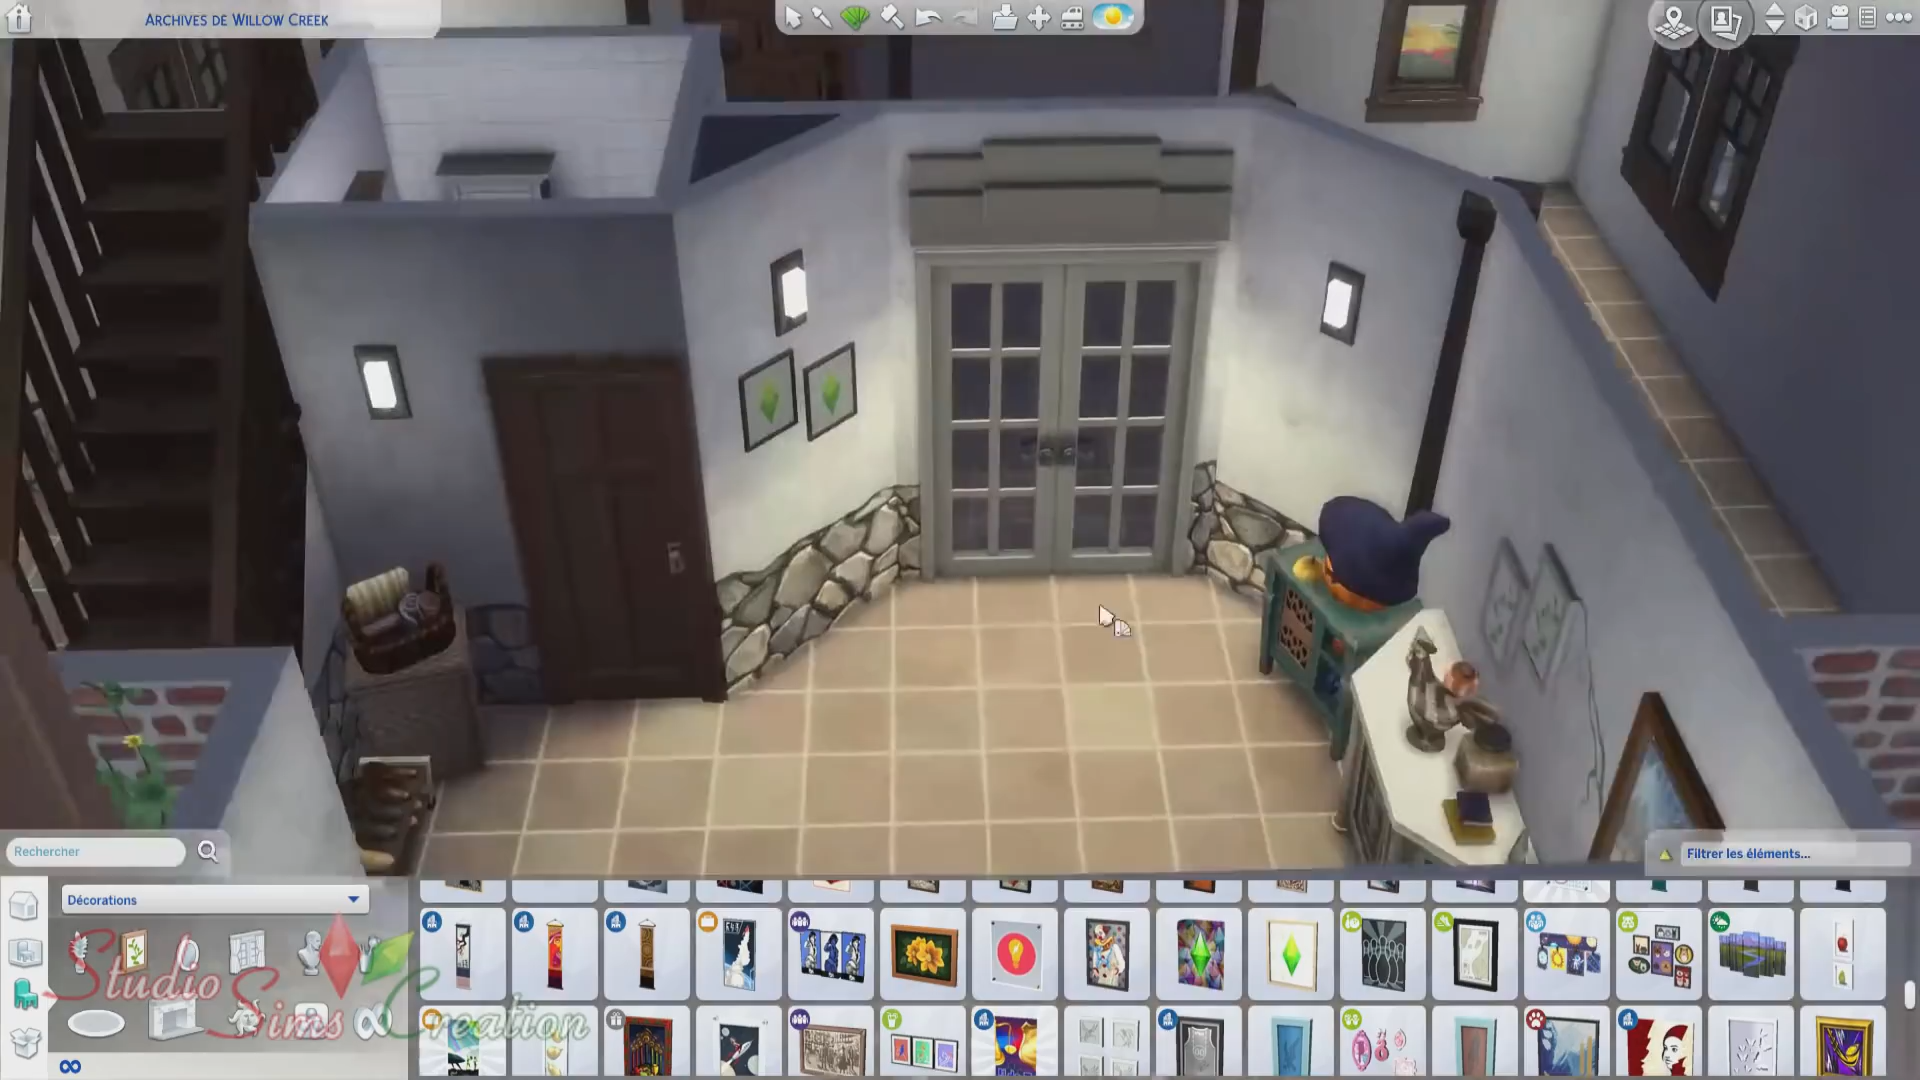 Archives de Willow Creek
Rechercher
Filtrer les éléments...
Décorations
Studio
Sims Creation